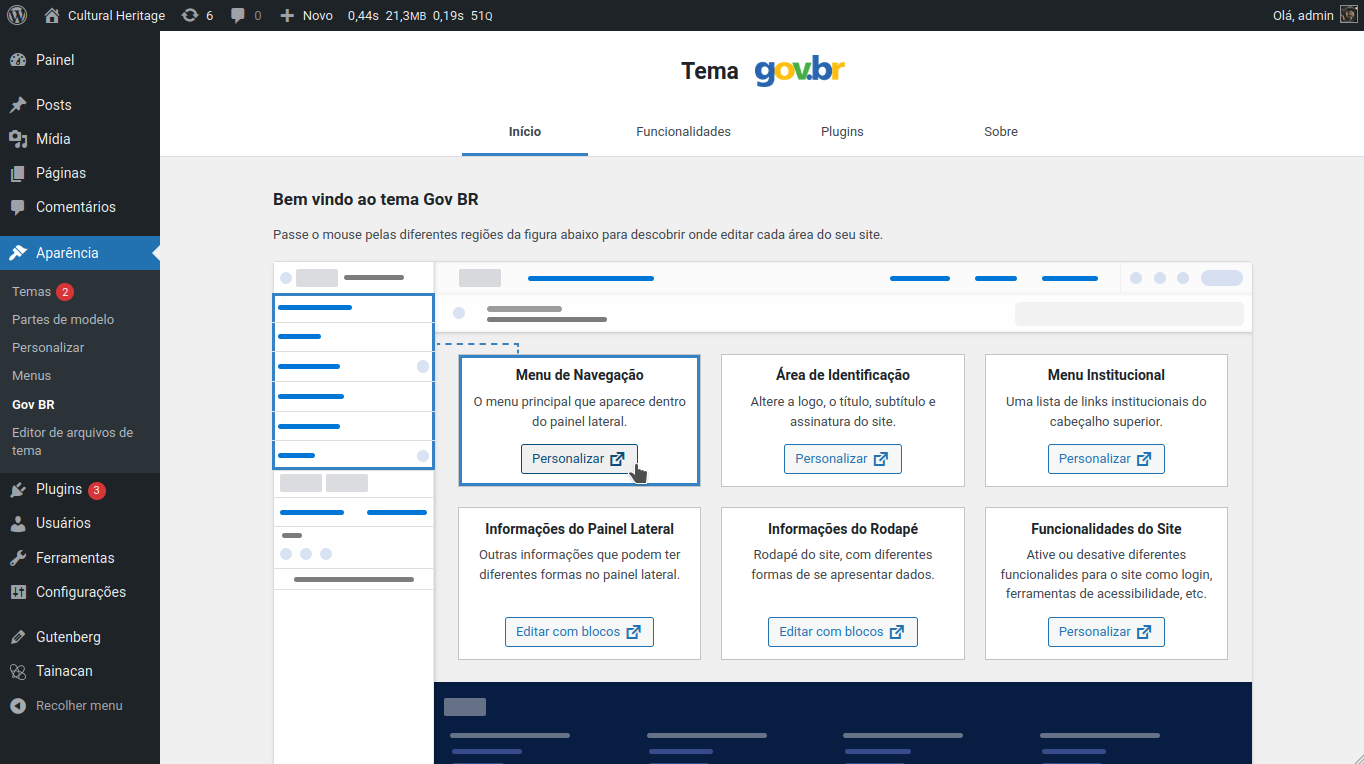 Cultural Heritage 6 0 Novo 0,44s 21,3MB 0,19s 51Q Olá, admin
Painel
Posts
Mídia
Páginas
Comentários
Aparência
Temas 2
Partes de modelo
Personalizar
Menus
Gov BR
Editor de arquivos de
tema
Plugins 3
Usuários
Ferramentas
Configurações
Gutenberg
Tainacan
Recolher menu
Tema gov.br
Início Funcionalidades Plugins Sobre
Bem vindo ao tema Gov BR
Passe o mouse pelas diferentes regiões da figura abaixo para descobrir onde editar cada área do seu site.
Menu de Navegação
O menu principal que aparece dentro
do painel lateral.
Personalizar
Área de Identificação
Altere a logo, o título, subtítulo e
assinatura do site.
Personalizar
Menu Institucional
Uma lista de links institucionais do
cabeçalho superior.
Personalizar
Informações do Painel Lateral
Outras informações que podem ter
diferentes formas no painel lateral.
Editar com blocos
Informações do Rodapé
Rodapé do site, com diferentes
formas de se apresentar dados.
Editar com blocos
Funcionalidades do Site
Ative ou desative diferentes
funcionalides para o site como login,
ferramentas de acessibilidade, etc.
Personalizar